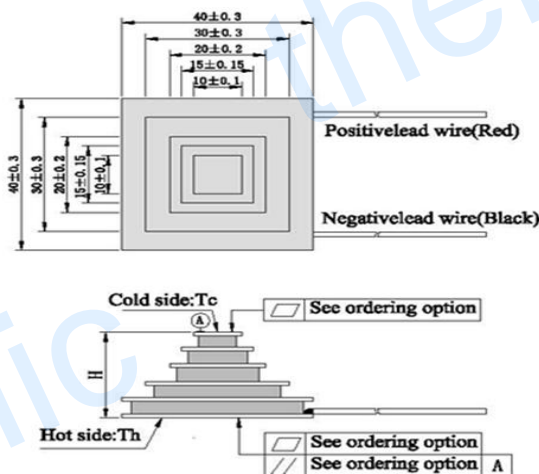 40±0.3
30±0.3
20±0.2
15±0.15
10±0.1
40±0.3
30±0.3
20±0.2
15±0.15
10±0.1
Positivelead wire(Red)
Negativelead wire(Black)
Cold side:Tc
A
See ordering option
H
Hot side:Th
See ordering option
// See ordering option A